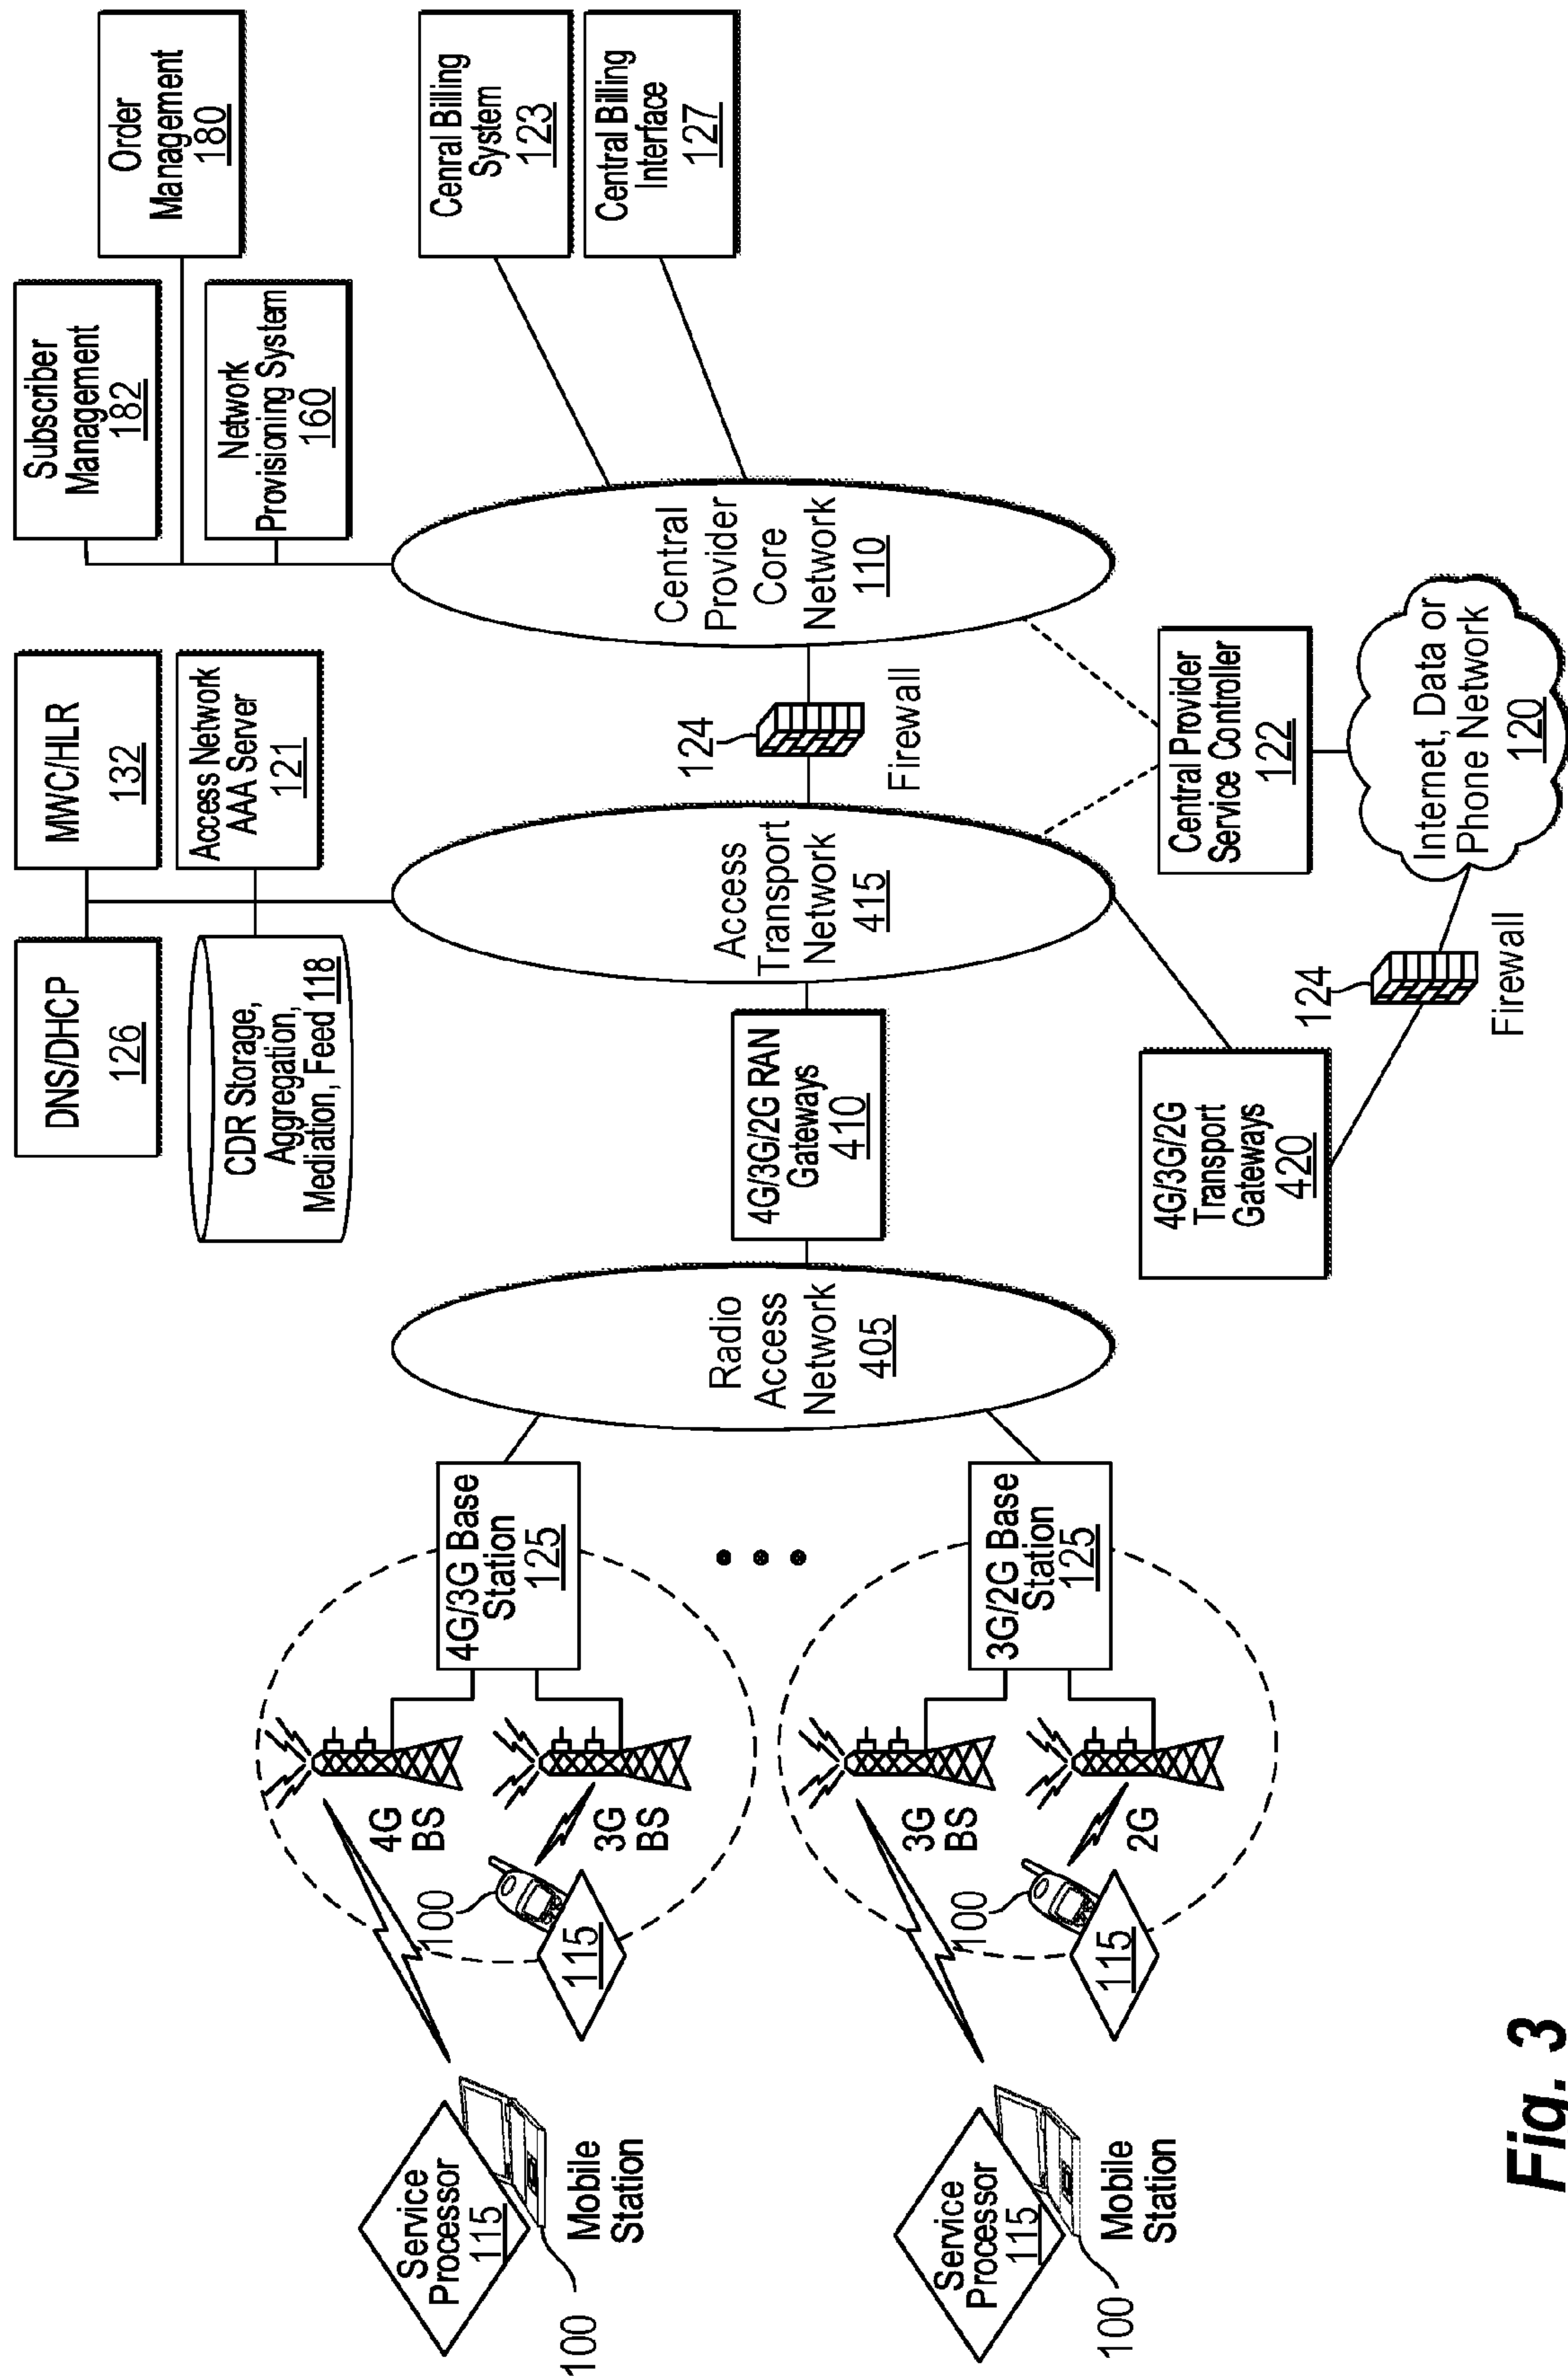 DNS/DHCP
126
MWC/HLR
132
Subscriber
Management
182
Order
Management
180
CDR Storage,
Aggregation,
Mediation, Feed 118
Access Network
AAA Server
121
Network
Provisioning System
160
Cenral Billing
System
123
Central Billing
Interface
127
Service
Processor
115
100
Mobile
Station
4G
BS
100
115
3G
BS
4G/3G Base
Station
125
Radio
Access
Network
405
4G/3G/2G RAN
Gateways
410
Access
Transport
Network
415
124
Firewall
Central
Provider
Core
Network
110
Service
Processor
115
100
Mobile
Station
3G
BS
100
115
2G
3G/2G Base
Station
125
4G/3G/2G
Transport
Gateways
420
124
Firewall
Central Provider
Service Controller
122
Internet, Data or
Phone Network
120
Fig. 3